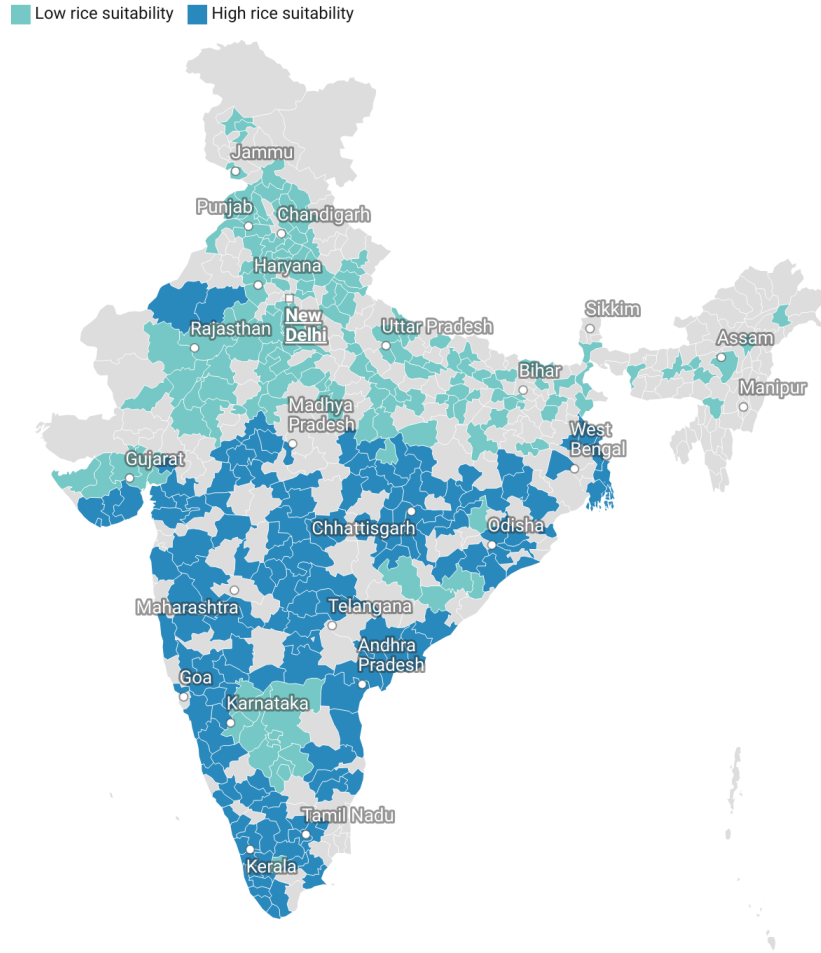 Low rice suitability
High rice suitability
Jammu
Punjab
Chandigarh
Haryana
New
Delhi
Sikkim
Rajasthan
Uttar Pradesh
Assam
Bihar
Manipur
Madhya
Pradesh
West
Bengal
Gujarat
Chhattisgarh
Odisha
Maharashtra
Telangana
Andhra
Pradesh
Goa
Karnataka
Tamil Nadu
Kerala